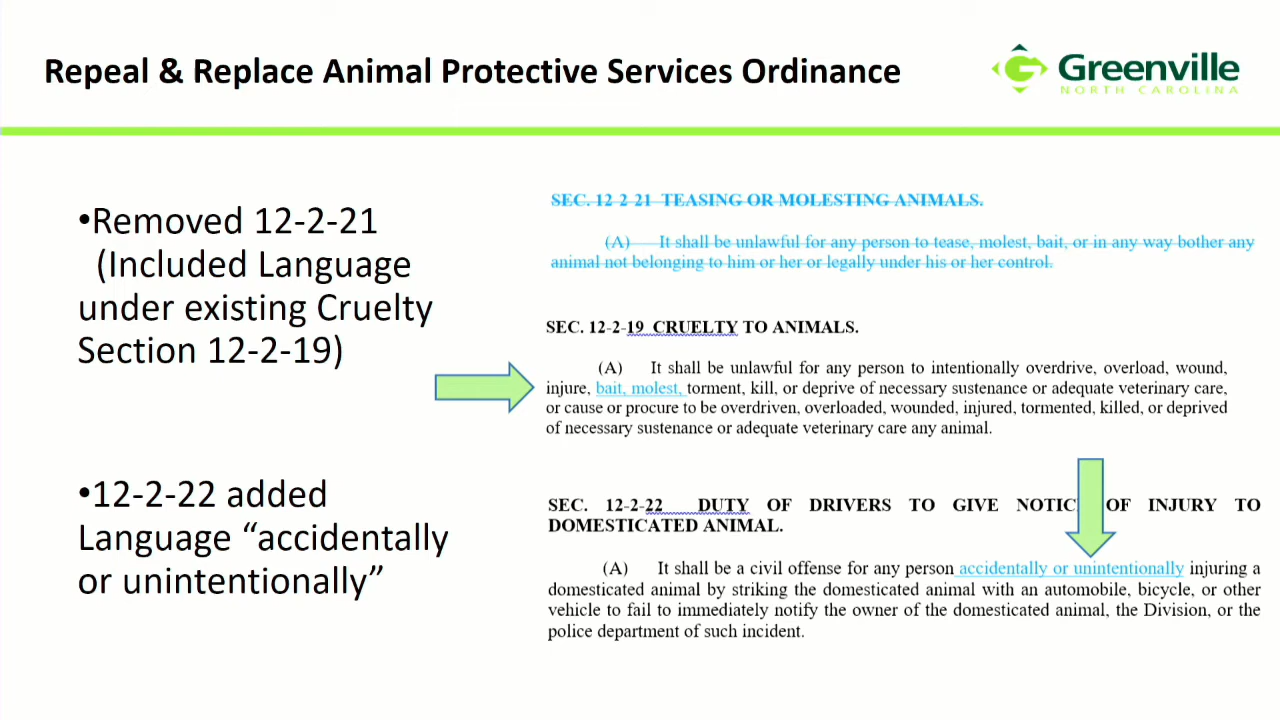 Repeal & Replace Animal Protective Services Ordinance
Greenville
NORTH CAROLINA
•Removed 12-2-21
(Included Language
under existing Cruelty
Section 12-2-19)
•12-2-22 added
Language “accidentally
or unintentionally”
SEC. 12-2-21 TEASING OR MOLESTING ANIMALS.
(A) It shall be unlawful for any person to tease, molest, bait, or in any way bother any
animal not belonging to him or her or legally under his or her control.
SEC. 12-2-19 CRUELTY TO ANIMALS.
(A) It shall be unlawful for any person to intentionally overdrive, overload, wound,
injure, bait, molest, torment, kill, or deprive of necessary sustenance or adequate veterinary care,
or cause or procure to be overdriven, overloaded, wounded, injured, tormented, killed, or deprived
of necessary sustenance or adequate veterinary care any animal.
SEC. 12-2-22 DUTY OF DRIVERS TO GIVE NOTIC OF INJURY TO
DOMESTICATED ANIMAL.
(A) It shall be a civil offense for any person accidentally or unintentionally injuring a
domesticated animal by striking the domesticated animal with an automobile, bicycle, or other
vehicle to fail to immediately notify the owner of the domesticated animal, the Division, or the
police department of such incident.